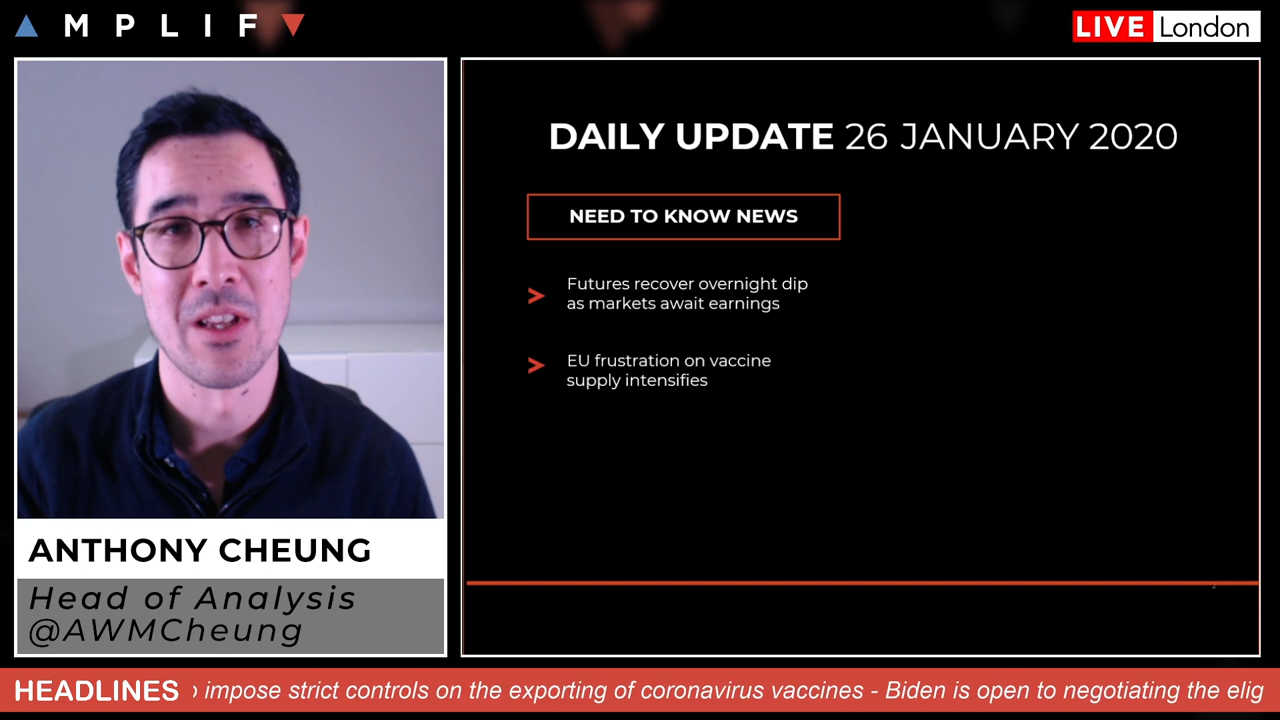 MPLIF
LIVE London
DAILY UPDATE 26 JANUARY 2020
NEED TO KNOW NEWS
Futures recover overnight dip
as markets await earnings
EU frustration on vaccine
supply intensifies
2
ANTHONY CHEUNG
Head of Analysis
@AWMCheung
HEADLINES impose strict controls on the exporting of coronavirus vaccines - Biden is open to negotiating the elig